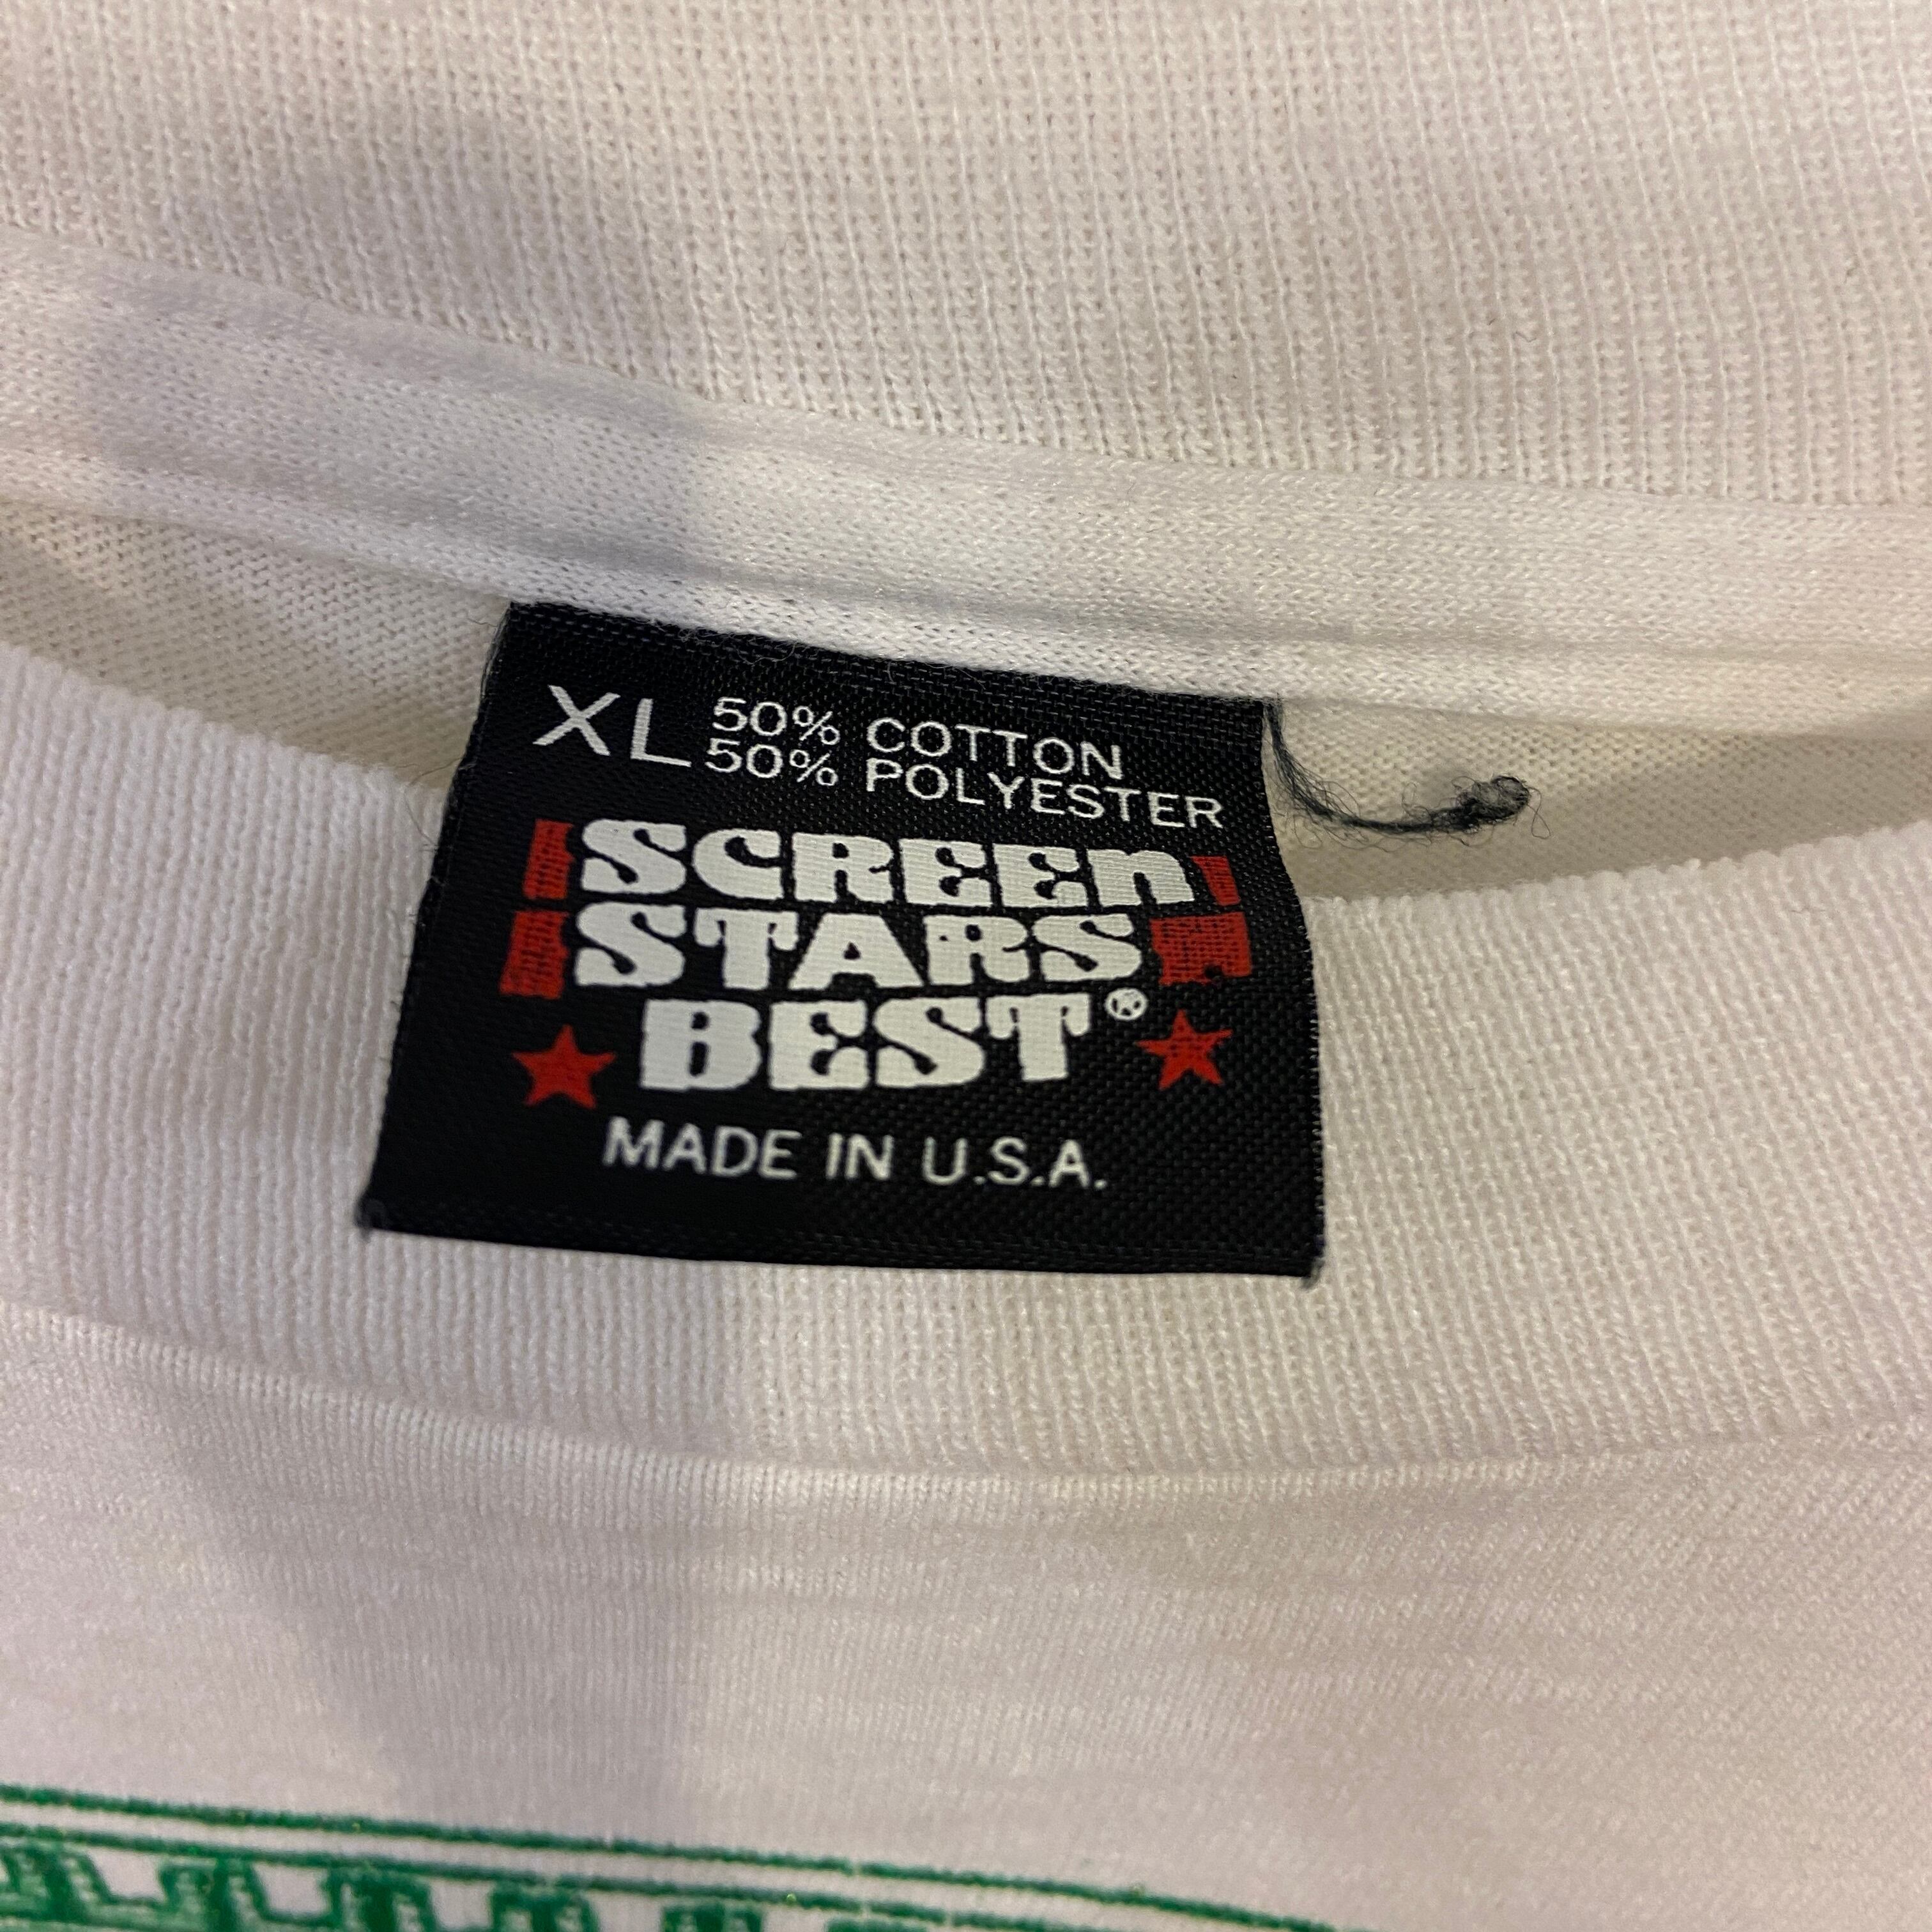 XL 50% COTTON
50% POLYESTER
SCREEn
STARS
BEST®
MADE IN U.S.A.